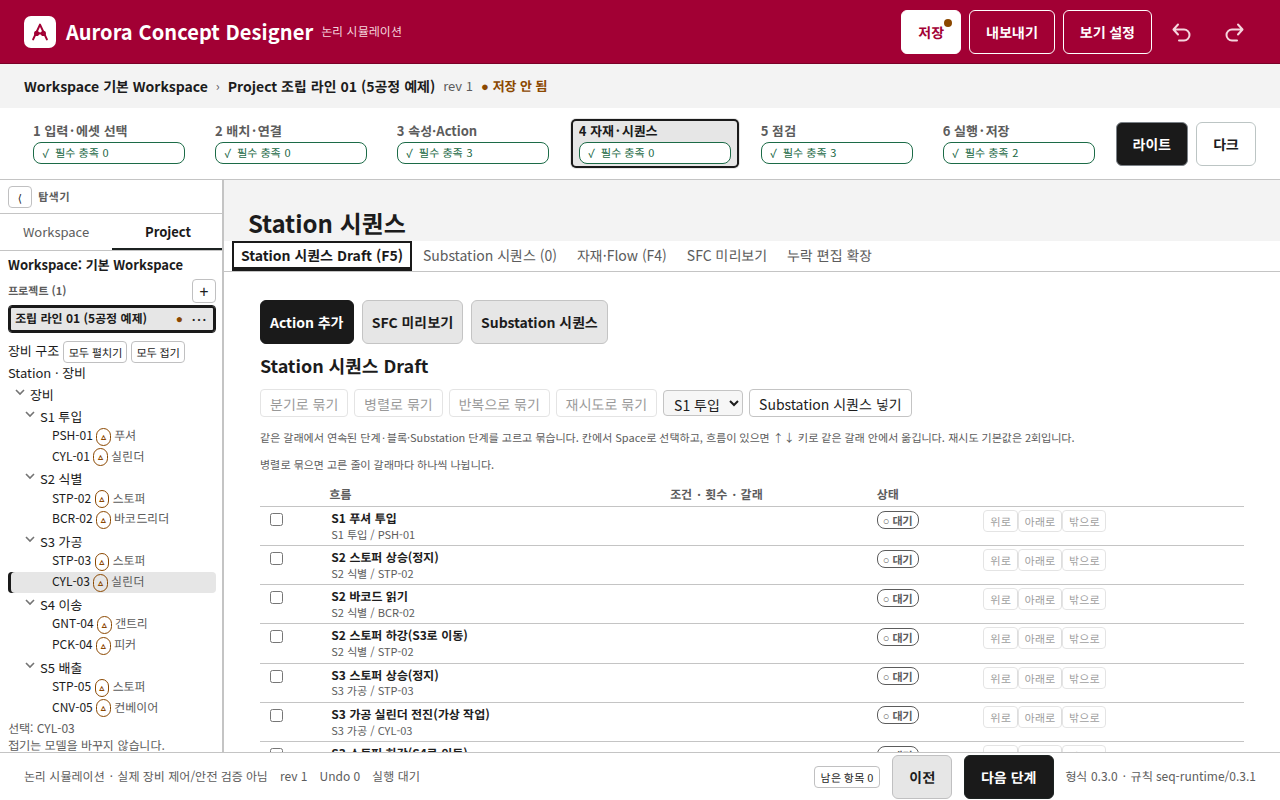 Aurora Concept Designer 논리 시뮬레이션 저장 내보내기 보기 설정
Workspace 기본 Workspace › Project 조립 라인 01 (5공정 예제) rev 1 ● 저장 안 됨
1 입력·에셋 선택 2 배치·연결 3 속성·Action 4 자재·시퀀스 5 점검 6 실행·저장
✓ 필수 충족 0 ✓ 필수 충족 0 ✓ 필수 충족 3 ✓ 필수 충족 0 ✓ 필수 충족 3 ✓ 필수 충족 2
라이트 다크
⟨ 탐색기
Workspace Project
Workspace: 기본 Workspace
프로젝트 (1) +
조립 라인 01 (5공정 예제) ● ...
장비 구조 모두 펼치기 모두 접기
Station · 장비
장비
S1 투입
PSH-01 푸셔
CYL-01 실린더
S2 식별
STP-02 스토퍼
BCR-02 바코드리더
S3 가공
STP-03 스토퍼
CYL-03 실린더
S4 이송
GNT-04 갠트리
PCK-04 피커
S5 배출
STP-05 스토퍼
CNV-05 컨베이어
선택: CYL-03
접기는 모델을 바꾸지 않습니다.
Station 시퀀스
Station 시퀀스 Draft (F5) Substation 시퀀스 (0) 자재·Flow (F4) SFC 미리보기 누락 편집 확장
Action 추가 SFC 미리보기 Substation 시퀀스
Station 시퀀스 Draft
분기로 묶기 병렬로 묶기 반복으로 묶기 재시도로 묶기 S1 투입 Substation 시퀀스 넣기
같은 갈래에서 연속된 단계·블록·Substation 단계를 고르고 묶습니다. 칸에서 Space로 선택하고, 흐름이 있으면 ↑ ↓ 키로 같은 갈래 안에서 옮깁니다. 재시도 기본값은 2회입니다.
병렬로 묶으면 고른 줄이 갈래마다 하나씩 나뉩니다.
흐름 조건 · 횟수 · 갈래 상태
S1 푸셔 투입 ○ 대기 위로 아래로 밖으로
S1 투입 / PSH-01
S2 스토퍼 상승(정지) ○ 대기 위로 아래로 밖으로
S2 식별 / STP-02
S2 바코드 읽기 ○ 대기 위로 아래로 밖으로
S2 식별 / BCR-02
S2 스토퍼 하강(S3로 이동) ○ 대기 위로 아래로 밖으로
S2 식별 / STP-02
S3 스토퍼 상승(정지) ○ 대기 위로 아래로 밖으로
S3 가공 / STP-03
S3 가공 실린더 전진(가상 작업) ○ 대기 위로 아래로 밖으로
S3 가공 / CYL-03
논리 시뮬레이션 · 실제 장비 제어/안전 검증 아님 rev 1 Undo 0 실행 대기 남은 항목 0 이전 다음 단계 형식 0.3.0 · 규칙 seq-runtime/0.3.1